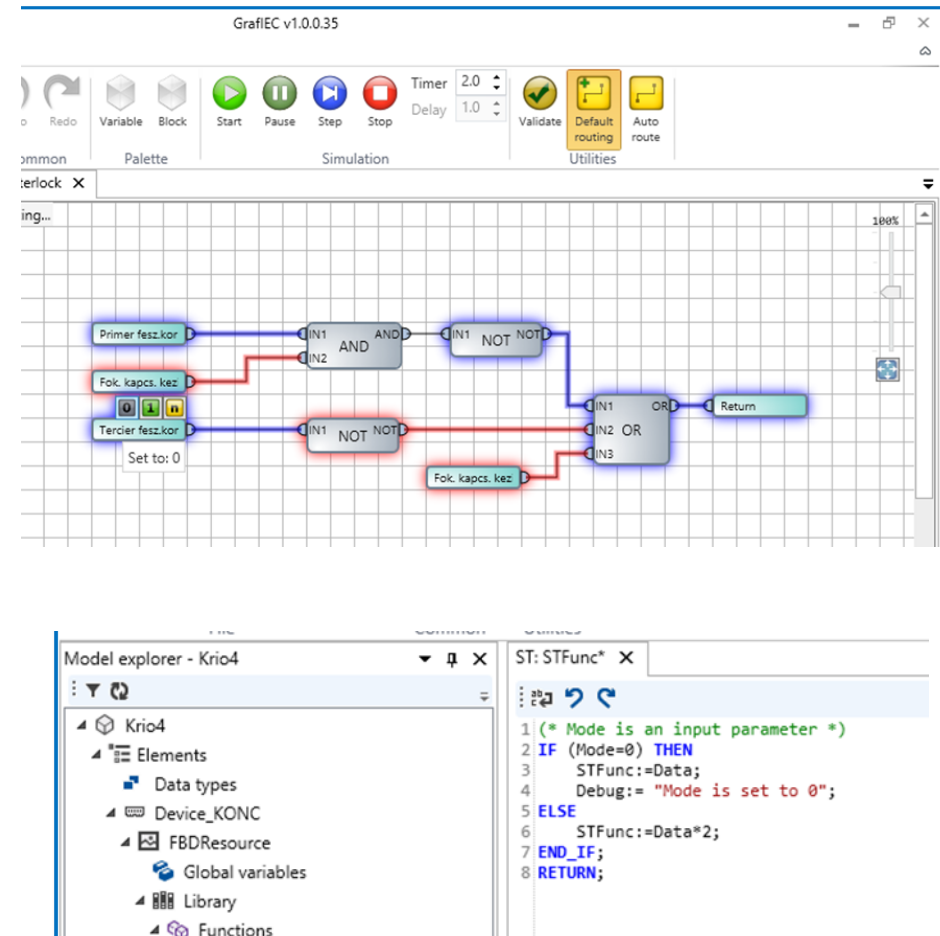 GrafIEC v1.0.0.35
Redo
Variable
Block
Start
Pause
Step
Stop
Timer 2.0
Delay 1.0
Validate
Default routing
Auto route
ommon
Palette
Simulation
Utilities
terlock
ing...
100%
Primer fesz.kor
IN1 AND
AND
IN2
IN1 NOT
NOT
Fok. kapcs. kez
0 1 n
Tercier fesz.kor
Set to: 0
IN1 NOT
NOT
IN1 OR
IN2 OR
IN3
Return
Fok. kapcs. kez
Model explorer - Krio4
ST: STFunc*
Krio4
Elements
Data types
Device_KONC
FBDResource
Global variables
Library
Functions
1 (* Mode is an input parameter *)
2 IF (Mode=0) THEN
3 STFunc:=Data;
4 Debug:= "Mode is set to 0";
5 ELSE
6 STFunc:=Data*2;
7 END_IF;
8 RETURN;